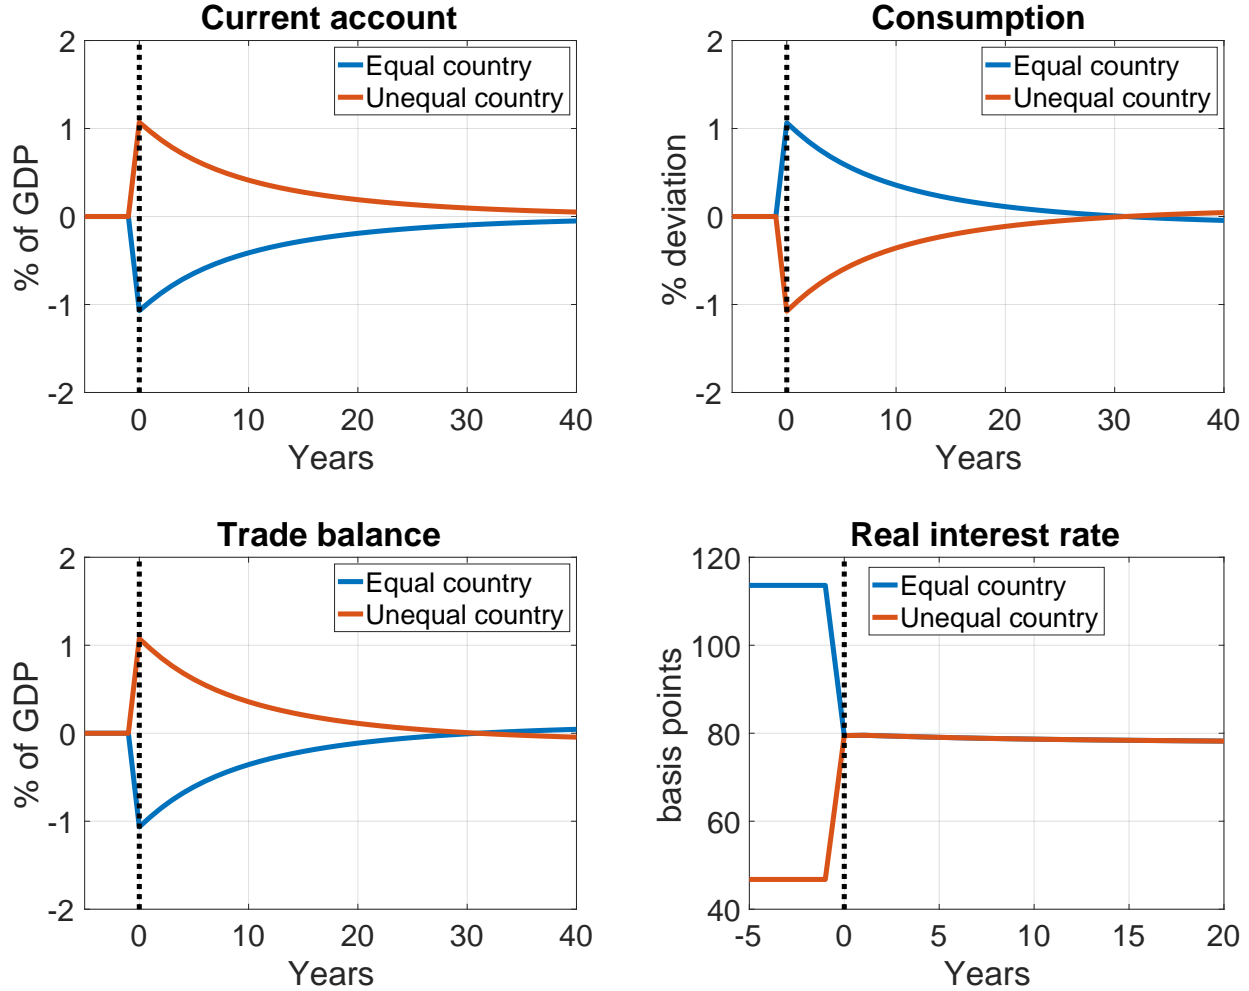 Current account
2
1
0
-1
-2
% of GDP
Equal country
Unequal country
0 10 20 30 40
Years
Consumption
2
1
0
-1
-2
% deviation
Equal country
Unequal country
0 10 20 30 40
Years
Trade balance
2
1
0
-1
-2
% of GDP
Equal country
Unequal country
0 10 20 30 40
Years
Real interest rate
120
100
80
60
40
basis points
Equal country
Unequal country
-5 0 5 10 15 20
Years